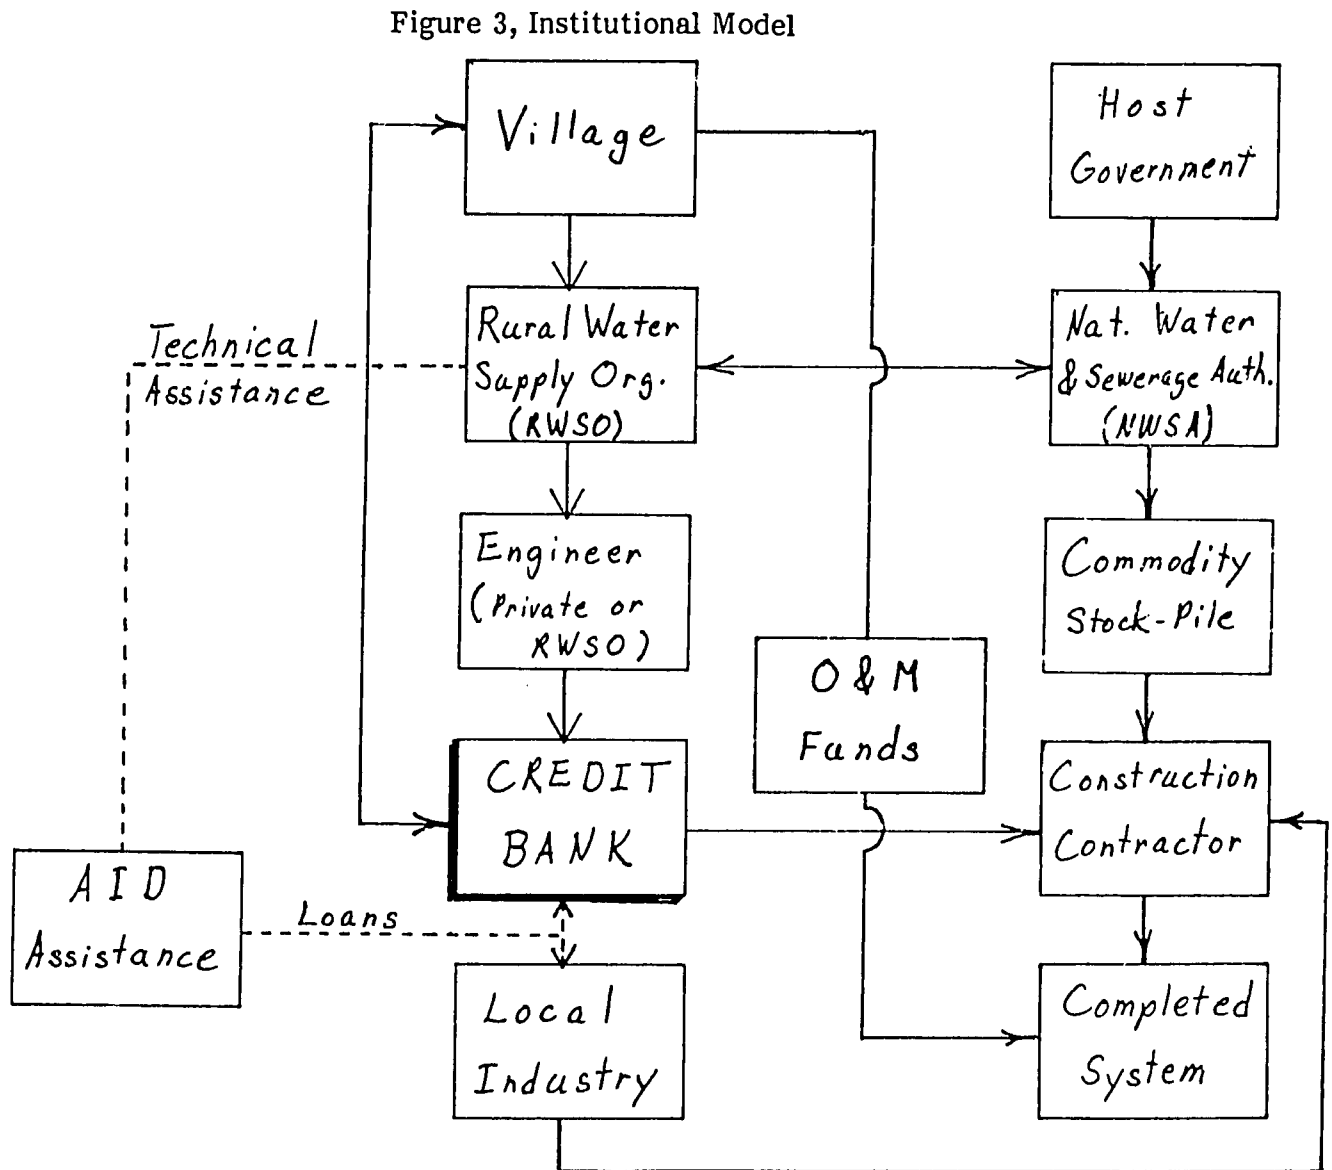 Figure 3, Institutional Model
Village
Host
Government
Technical
Assistance
Rural Water
Supply Org.
(RWSO)
Nat. Water
& Sewerage Auth.
(NWSA)
Engineer
(Private or
RWSO)
Commodity
Stock-Pile
O & M
Funds
CREDIT
BANK
Construction
Contractor
AID
Assistance
Loans
Local
Industry
Completed
System